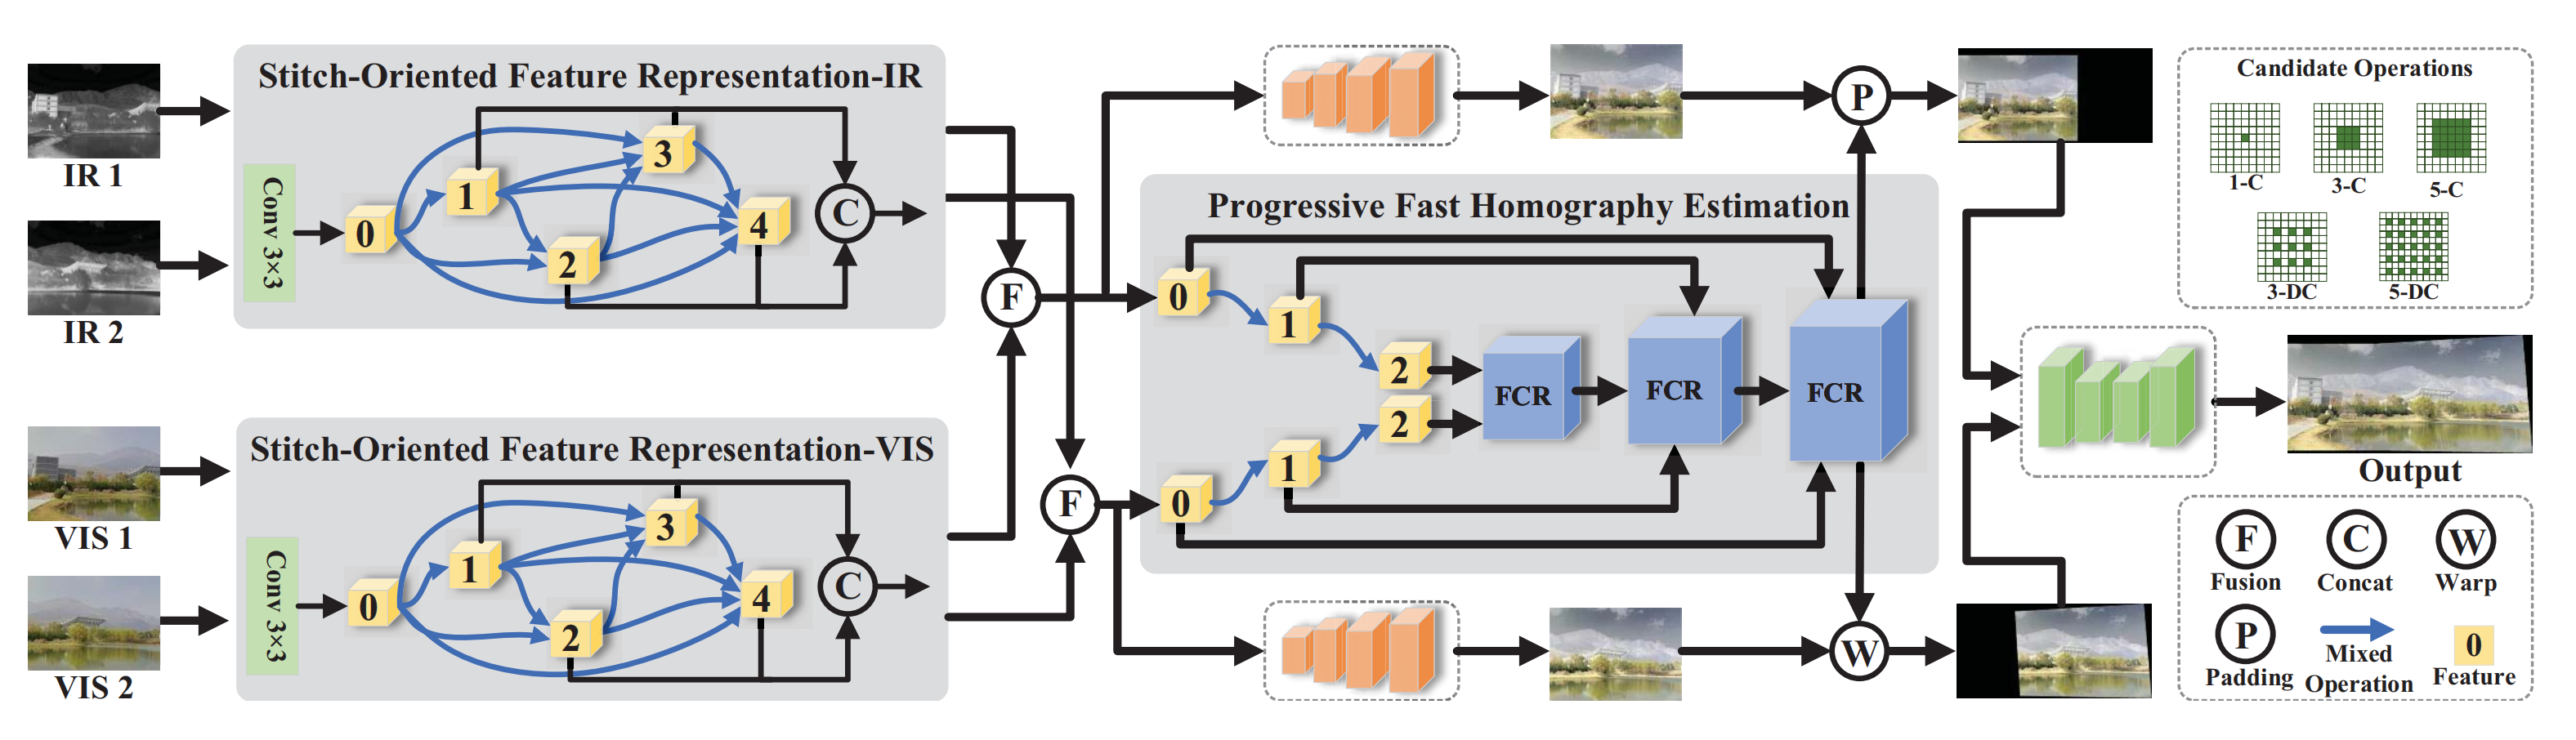 IR 1
IR 2
VIS 1
VIS 2
Stitch-Oriented Feature Representation-IR
Conv 3×3
0
1
2
3
4
C
Stitch-Oriented Feature Representation-VIS
Conv 3×3
0
1
2
3
4
C
F
F
Progressive Fast Homography Estimation
0
1
2
2
1
0
FCR
FCR
FCR
P
W
Candidate Operations
1-C
3-C
5-C
3-DC
5-DC
Output
F
C
W
Fusion
Concat
Warp
P
0
Padding
Mixed
Operation
Feature